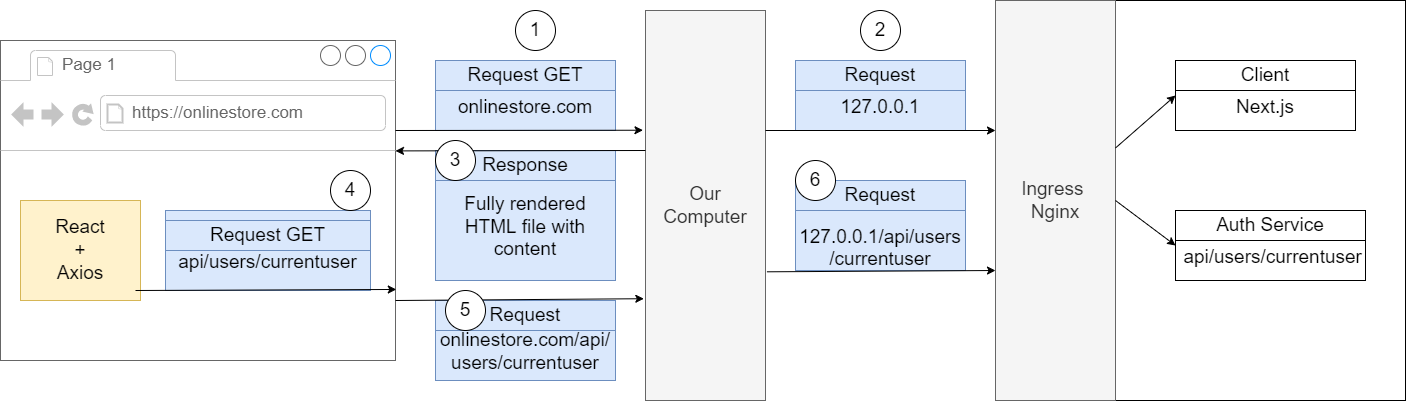 Page 1
https://onlinestore.com
1
Request GET
onlinestore.com
2
Request
127.0.0.1
3
Response
Fully rendered
HTML file with
content
4
React
+
Axios
Request GET
api/users/currentuser
5
Request
onlinestore.com/api/
users/currentuser
Our
Computer
6
Request
127.0.0.1/api/users
/currentuser
Ingress
Nginx
Client
Next.js
Auth Service
api/users/currentuser